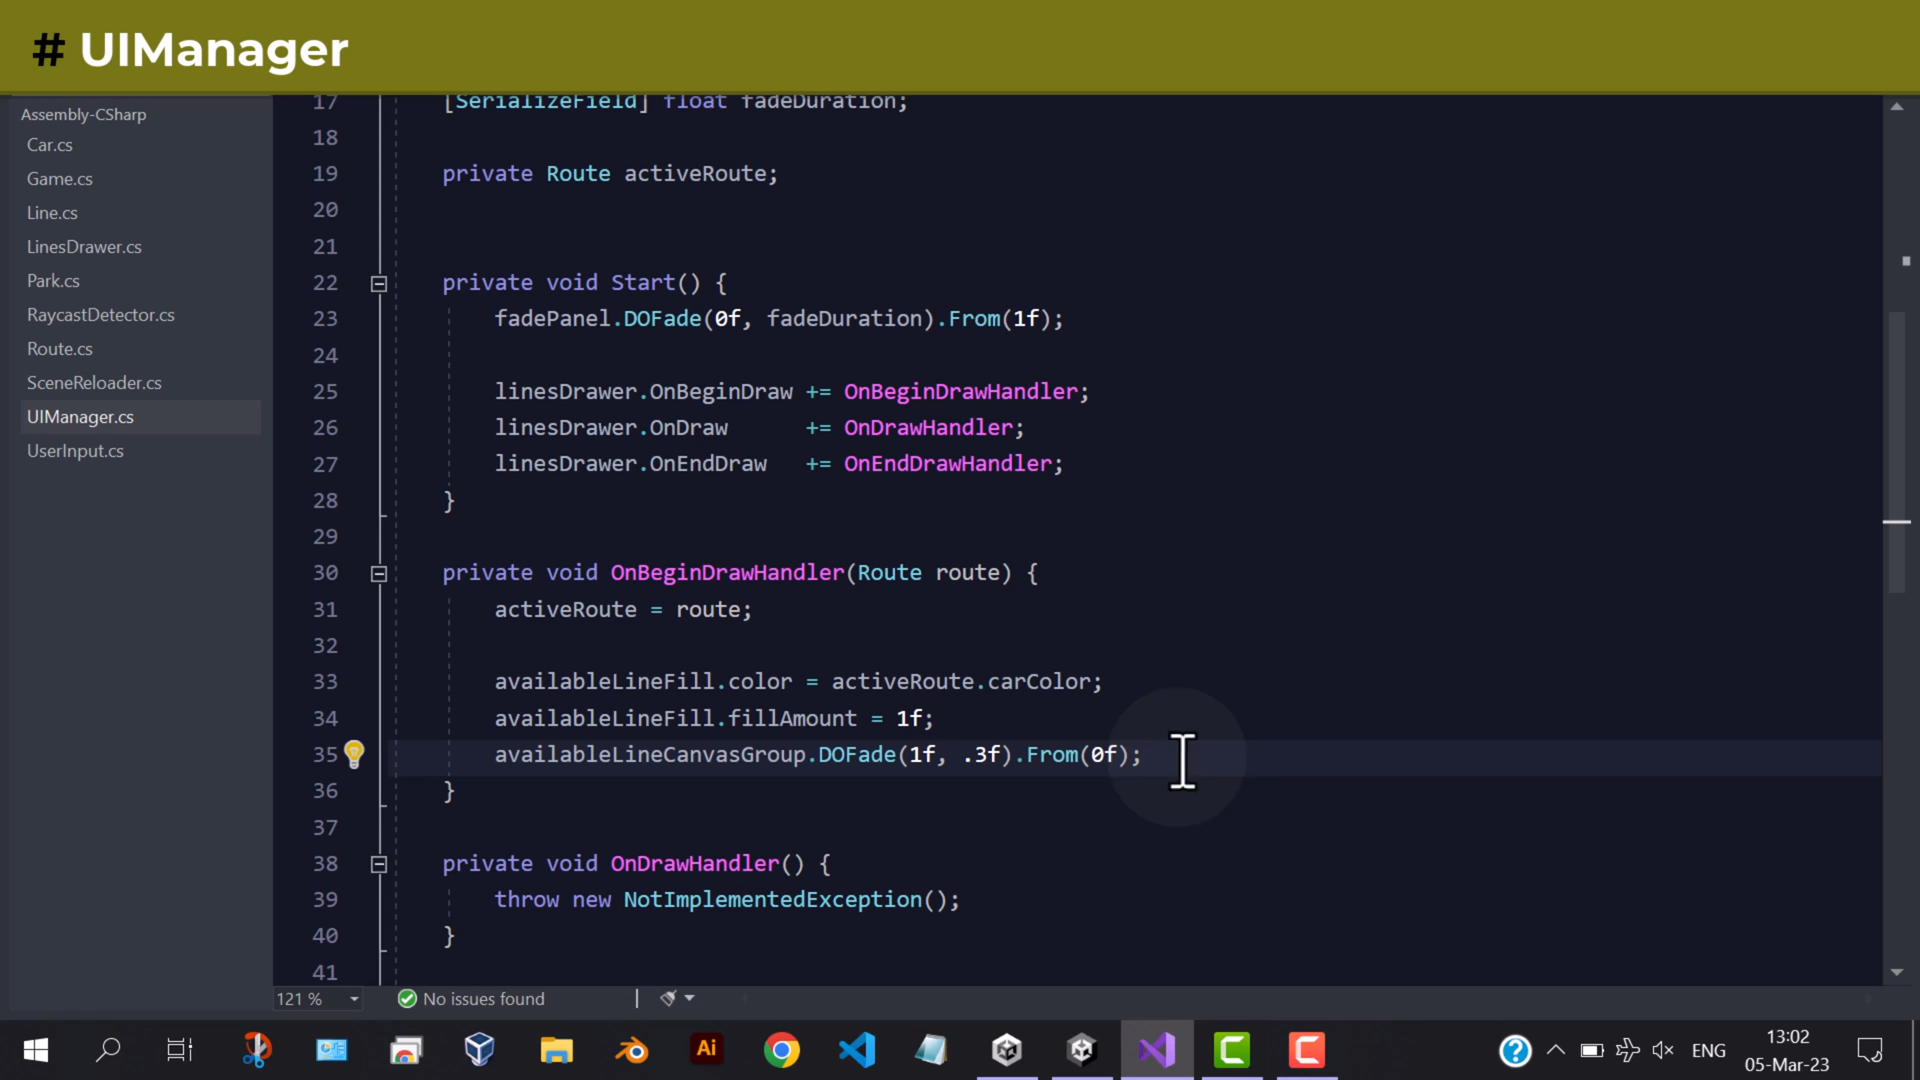 # UIManager
Assembly-CSharp
Car.cs
Game.cs
Line.cs
LinesDrawer.cs
Park.cs
RaycastDetector.cs
Route.cs
SceneReloader.cs
UIManager.cs
UserInput.cs
17 [SerializeField] float fadeDuration;
18
19 private Route activeRoute;
20
21
22 private void Start() {
23 fadePanel.DOFade(0f, fadeDuration).From(1f);
24
25 linesDrawer.OnBeginDraw += OnBeginDrawHandler;
26 linesDrawer.OnDraw += OnDrawHandler;
27 linesDrawer.OnEndDraw += OnEndDrawHandler;
28 }
29
30 private void OnBeginDrawHandler(Route route) {
31 activeRoute = route;
32
33 availableLineFill.color = activeRoute.carColor;
34 availableLineFill.fillAmount = 1f;
35 availableLineCanvasGroup.DOFade(1f, .3f).From(0f);
36 }
37
38 private void OnDrawHandler() {
39 throw new NotImplementedException();
40 }
41
121 % No issues found
Ai
ENG
13:02
05-Mar-23